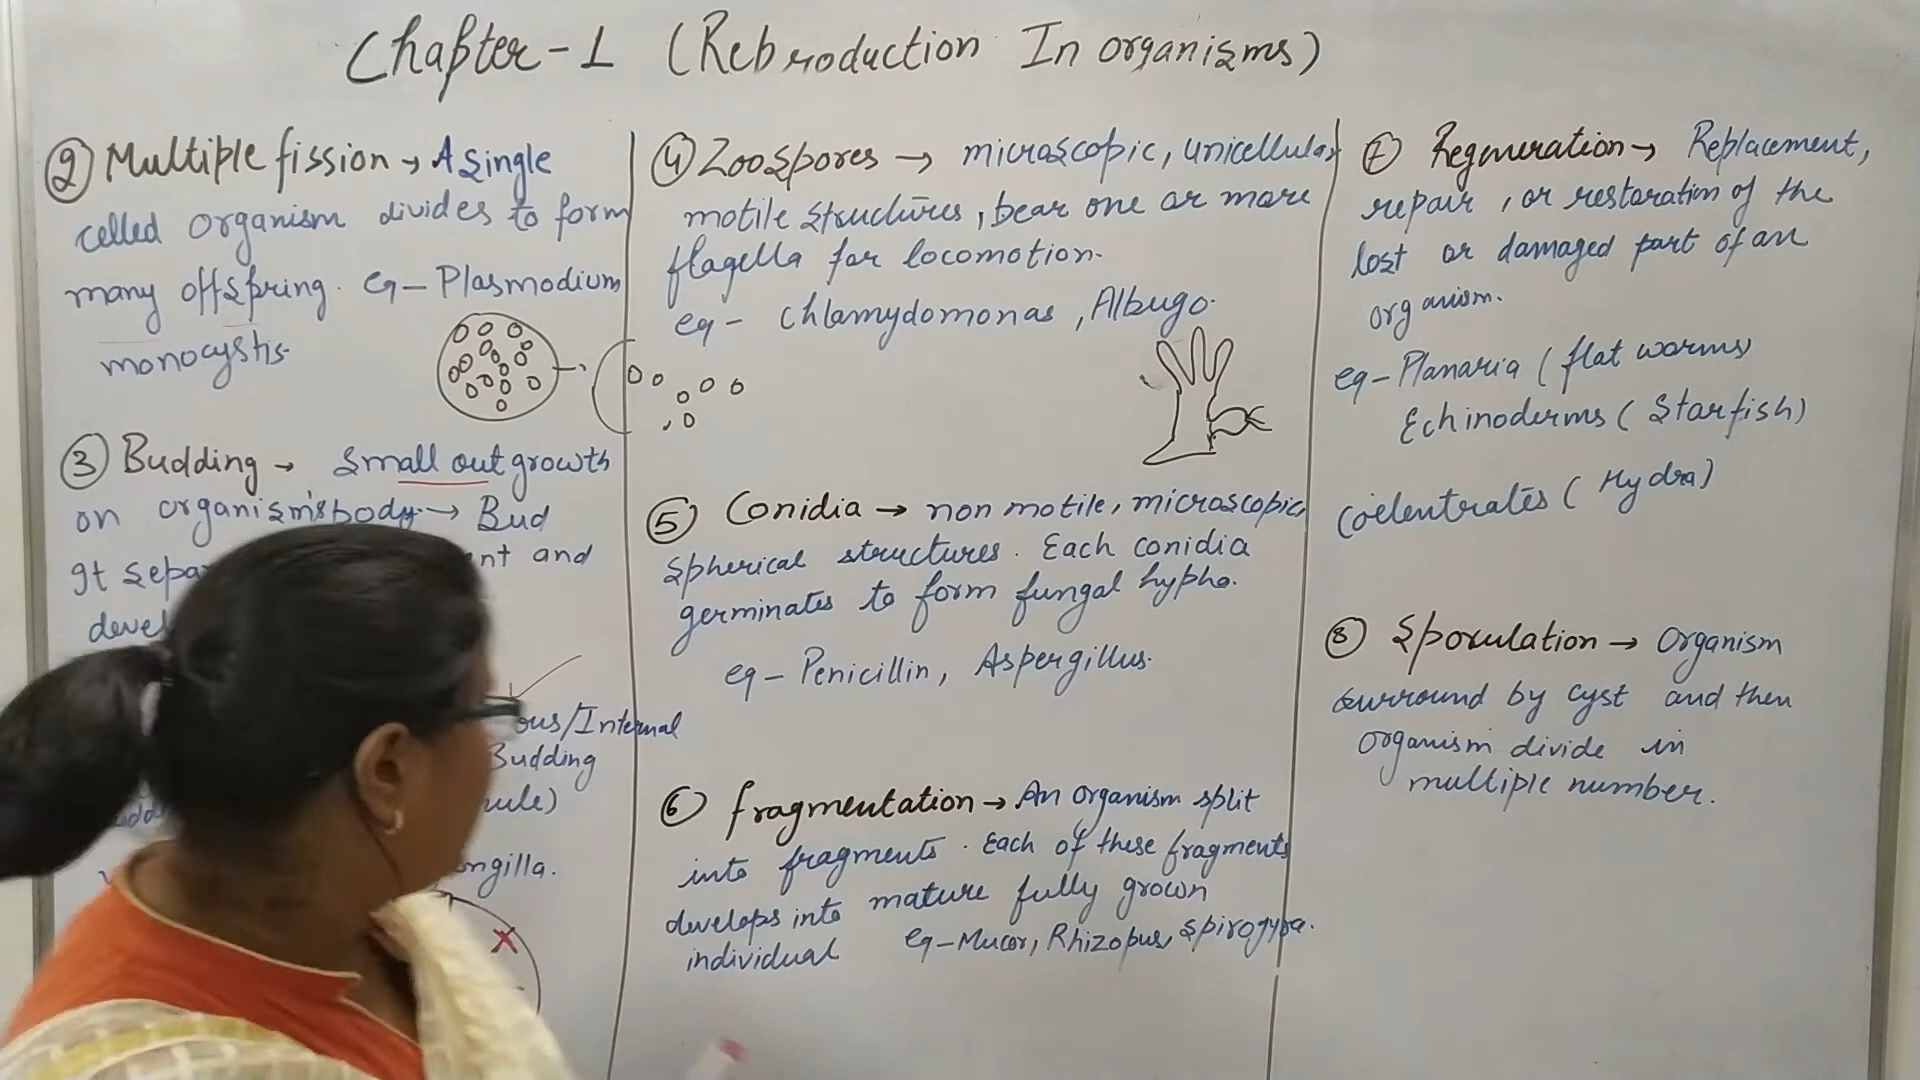 Chapter-1 (Reproduction In organisms)
② Multiple fission → A single
celled organism divides to form
many offspring. eg- Plasmodium
monocystis.
③ Budding → Small outgrowth
on organism's body → Bud
It
nt and
ous/Internal
Budding
ule)
ongilla.
X
④ Zoospores → microscopic, unicellular
motile structures, bear one or more
flagella for locomotion.
eg- Chlamydomonas, Albugo.
⑤ Conidia → non motile, microscopic,
spherical structures. Each conidia
germinates to form fungal hypha.
eg- Penicillin, Aspergillus.
⑥ fragmentation → An organism split
into fragments. Each of these fragments
develops into mature fully grown
individual eg- Mucor, Rhizopus, Spirogyra.
⑦ Regeneration → Replacement,
repair, or restoration of the
lost or damaged part of an
organism.
eg- Planaria (flat worms
Echinoderms (Starfish)
Coelentrates (Hydra)
⑧ Sporulation → Organism
surround by cyst and then
organism divide in
multiple number.